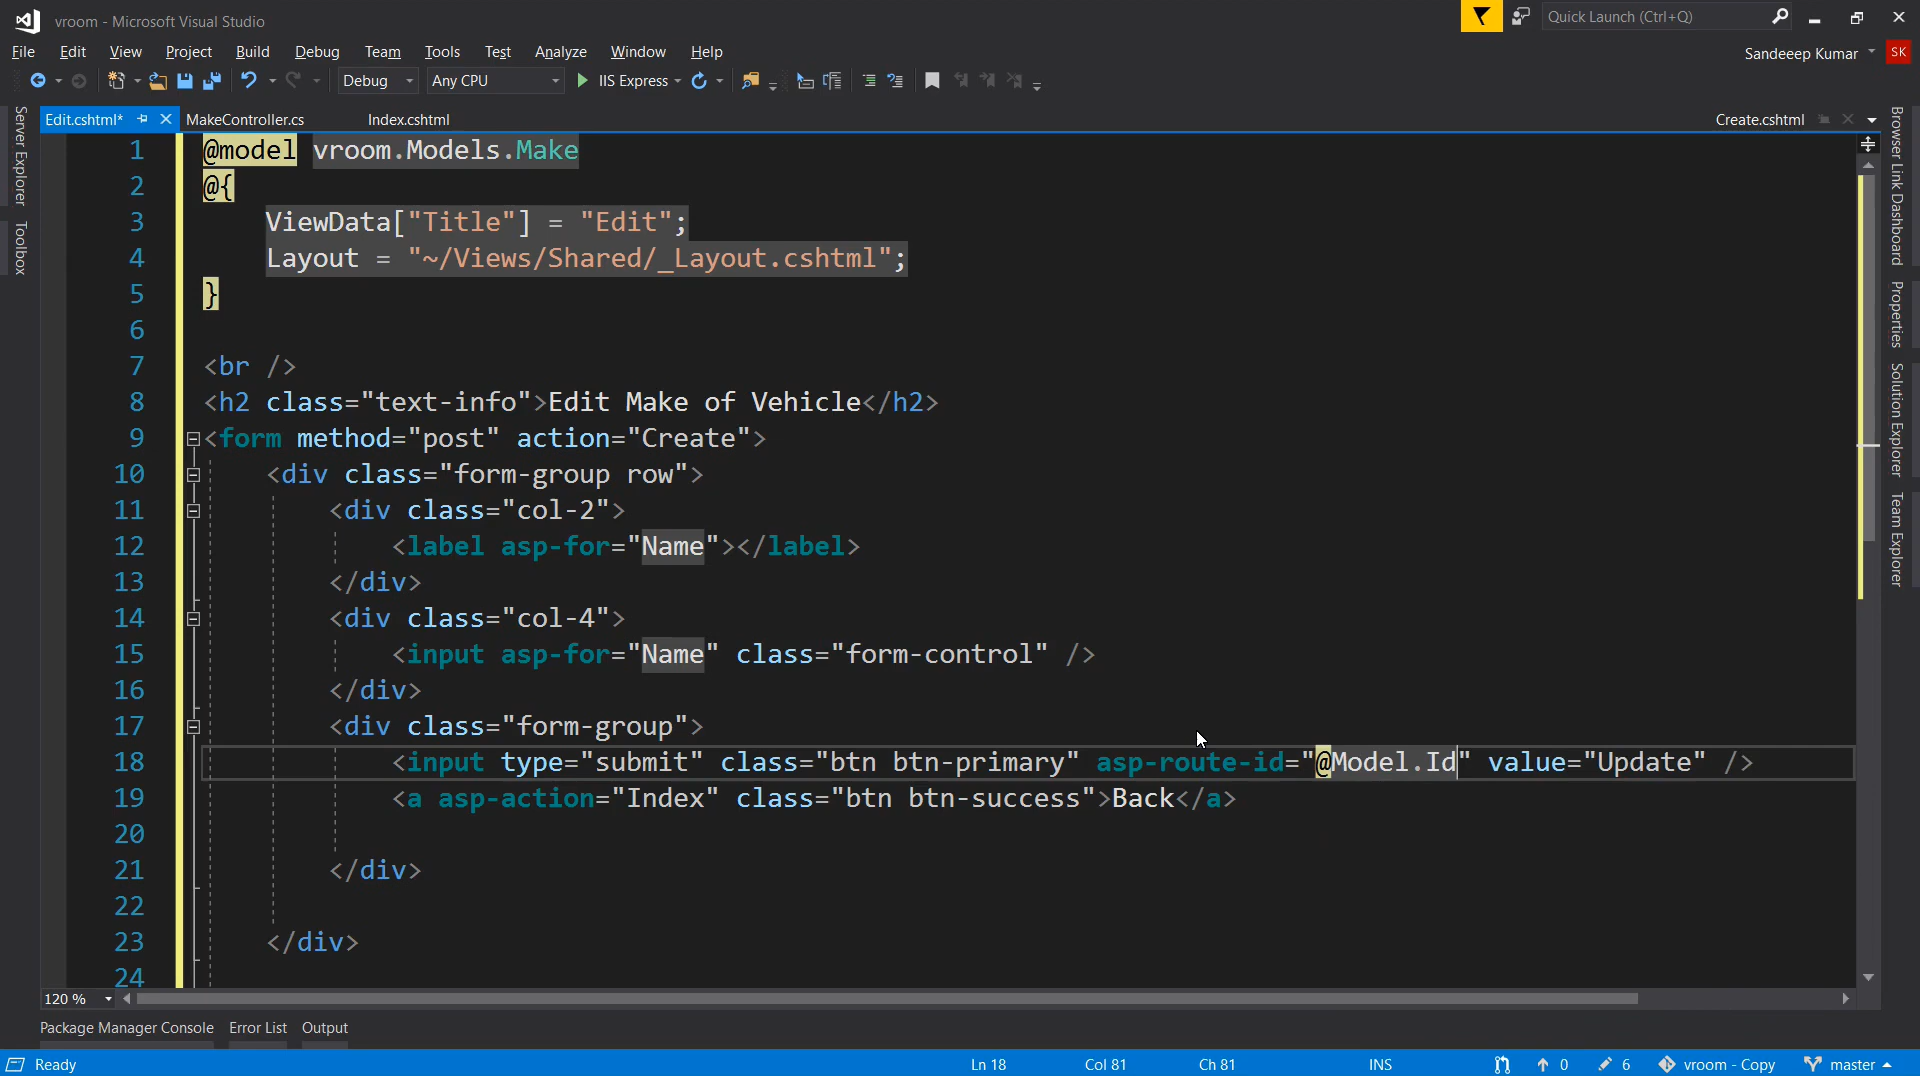 vroom - Microsoft Visual Studio
Quick Launch (Ctrl+Q)
File Edit View Project Build Debug Team Tools Test Analyze Window Help
Sandeeep Kumar SK
Debug Any CPU IIS Express
Edit.cshtml* MakeController.cs Index.cshtml Create.cshtml
Server Explorer
Toolbox
1 @model vroom.Models.Make
2 @{
3 ViewData["Title"] = "Edit";
4 Layout = "~/Views/Shared/_Layout.cshtml";
5 }
6
7 <br />
8 <h2 class="text-info">Edit Make of Vehicle</h2>
9 <form method="post" action="Create">
10 <div class="form-group row">
11 <div class="col-2">
12 <label asp-for="Name"></label>
13 </div>
14 <div class="col-4">
15 <input asp-for="Name" class="form-control" />
16 </div>
17 <div class="form-group">
18 <input type="submit" class="btn btn-primary" asp-route-id="@Model.Id" value="Update" />
19 <a asp-action="Index" class="btn btn-success">Back</a>
20
21 </div>
22
23 </div>
24
Browser Link Dashboard
Properties
Solution Explorer
Team Explorer
120 %
Package Manager Console Error List Output
Ready Ln 18 Col 81 Ch 81 INS 0 6 vroom - Copy master